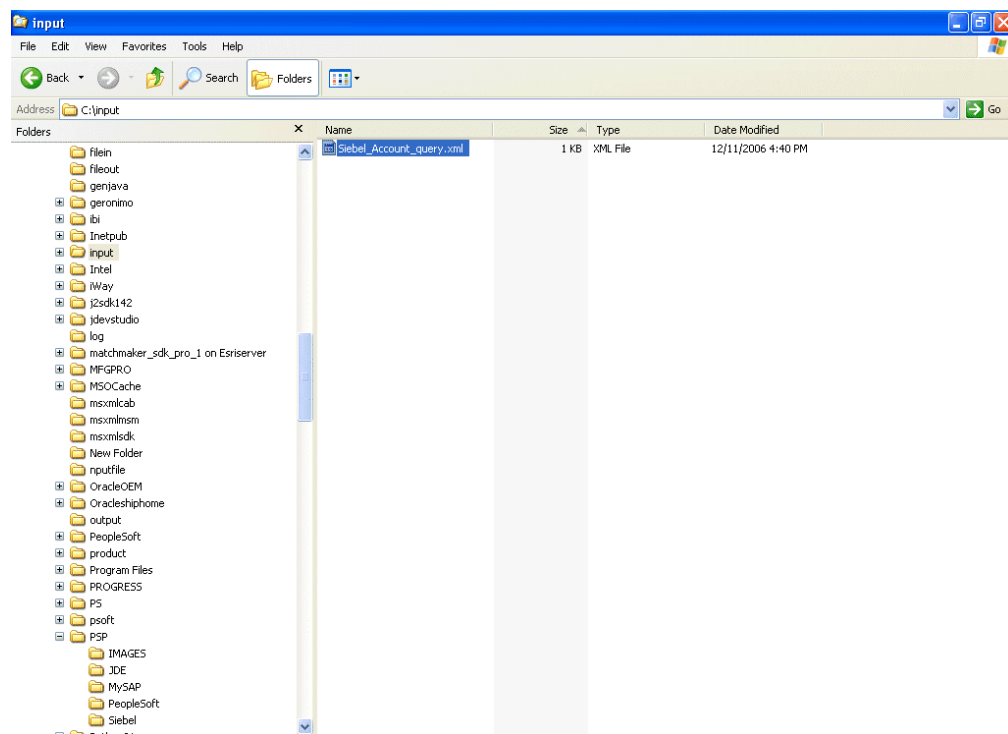 input
File Edit View Favorites Tools Help
Back Search Folders
Address C:\input Go
Folders Name Size Type Date Modified
Siebel_Account_query.xml 1 KB XML File 12/11/2006 4:40 PM
filein
fileout
genjava
geronimo
ibi
Inetpub
input
Intel
iWay
j2sdk142
jdevstudio
log
matchmaker_sdk_pro_1 on Esriserver
MFGPRO
MSOCache
msxmlcab
msxmlmsm
msxmlsdk
New Folder
nputfile
OracleOEM
Oracleshiphome
output
PeopleSoft
product
Program Files
PROGRESS
PS
psoft
PSP
IMAGES
JDE
MySAP
PeopleSoft
Siebel